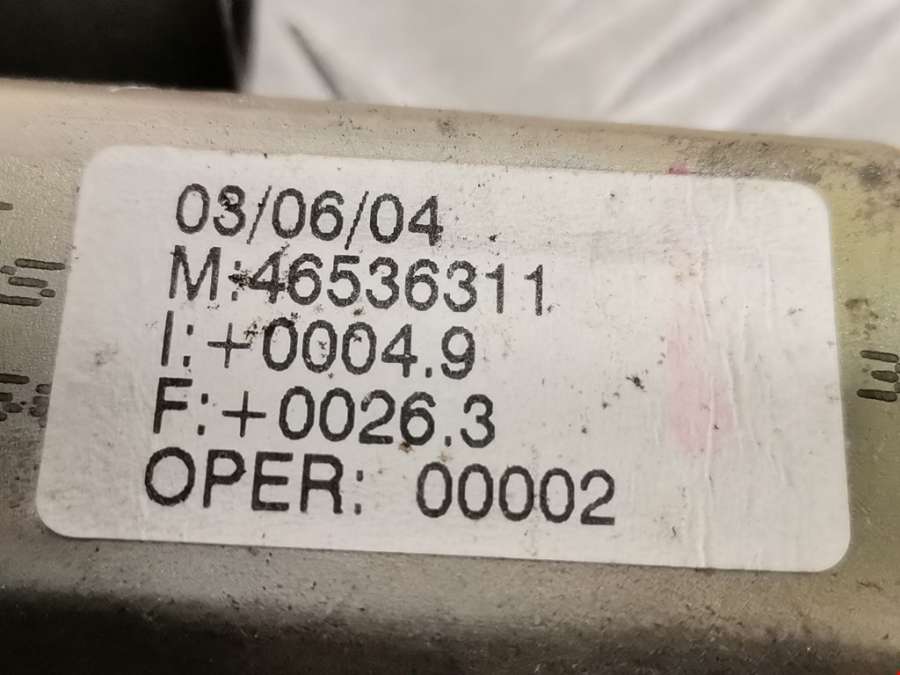 03/06/04
M:46536311
I:+0004.9
F:+0026.3
OPER: 00002